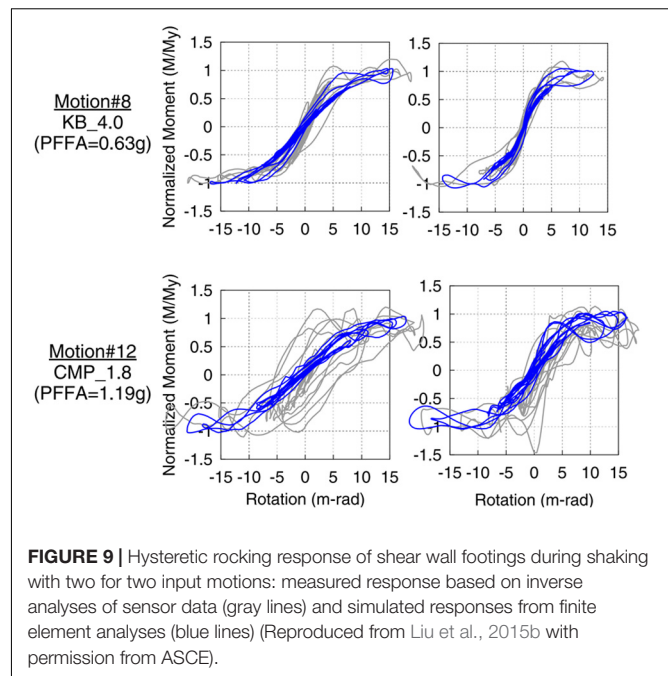 1.5
1
0.5
0
-0.5
-1
-1.5
Normalized Moment (M/My)
-15 -10 -5 0 5 10 15
1.5
1
0.5
0
-0.5
-1
-1.5
-15 -10 -5 0 5 10 15
Motion#8
KB_4.0
(PFFA=0.63g)
1.5
1
0.5
0
-0.5
-1
-1.5
Normalized Moment (M/My)
-15 -10 -5 0 5 10 15
Rotation (m-rad)
1.5
1
0.5
0
-0.5
-1
-1.5
-15 -10 -5 0 5 10 15
Rotation (m-rad)
Motion#12
CMP_1.8
(PFFA=1.19g)
FIGURE 9 | Hysteretic rocking response of shear wall footings during shaking
with two for two input motions: measured response based on inverse
analyses of sensor data (gray lines) and simulated responses from finite
element analyses (blue lines) (Reproduced from Liu et al., 2015b with
permission from ASCE).